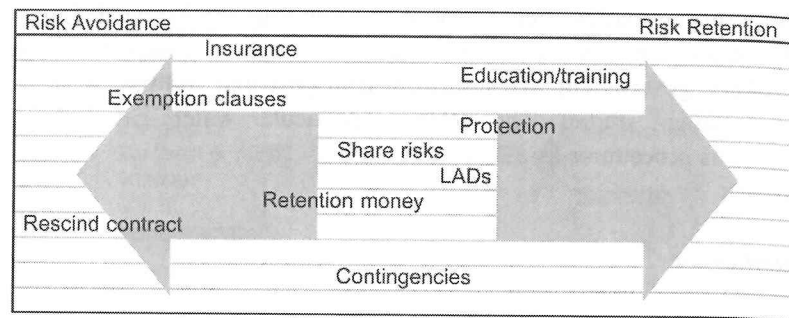 Risk Avoidance Risk Retention
Insurance
Education/training
Exemption clauses
Protection
Share risks
LADs
Retention money
Rescind contract
Contingencies